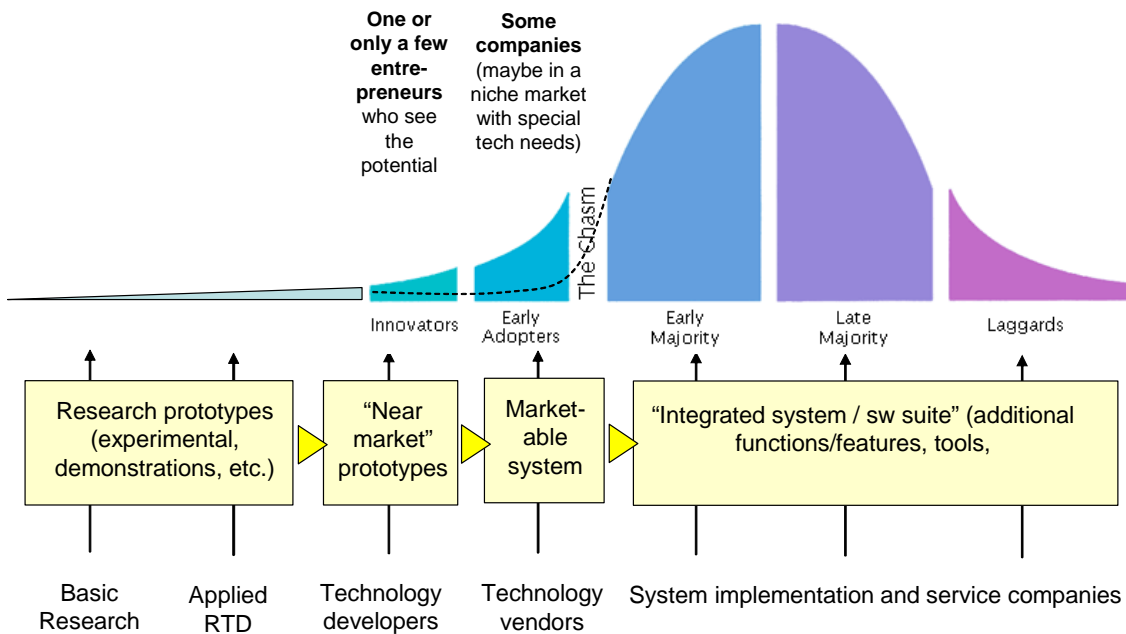 One or
only a few
entre-
preneurs
who see
the
potential
Some
companies
(maybe in a
niche market
with special
tech needs)
The Chasm
Innovators
Early
Adopters
Early
Majority
Late
Majority
Laggards
Research prototypes
(experimental,
demonstrations, etc.)
“Near
market”
prototypes
Market-
able
system
“Integrated system / sw suite” (additional
functions/features, tools,
Basic
Research
Applied
RTD
Technology
developers
Technology
vendors
System implementation and service companies